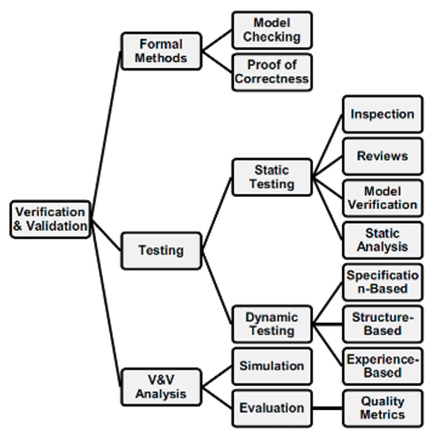 Model
Checking
Formal
Methods
Proof of
Correctness
Inspection
Reviews
Static
Testing
Model
Verification
Verification
& Validation
Static
Analysis
Testing
Specificatio
n-Based
Dynamic
Testing
Structure-
Based
Simulation
Experience-
Based
V&V
Analysis
Evaluation
Quality
Metrics